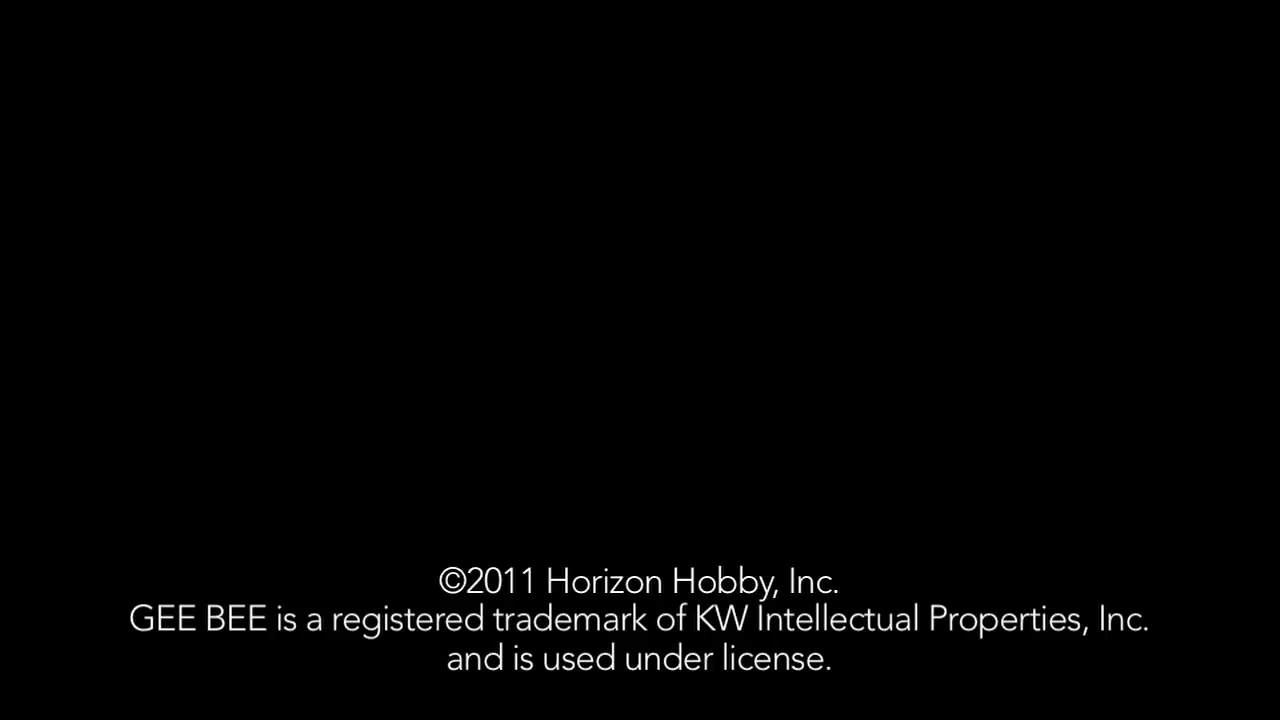 ©2011 Horizon Hobby, Inc.
GEE BEE is a registered trademark of KW Intellectual Properties, Inc.
and is used under license.